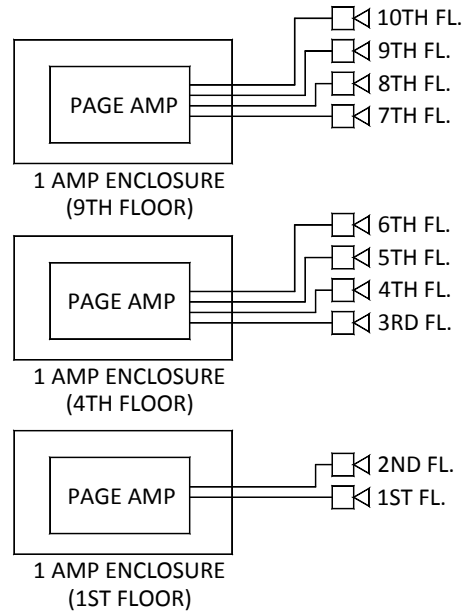 10TH FL.
9TH FL.
8TH FL.
7TH FL.
PAGE AMP
1 AMP ENCLOSURE
(9TH FLOOR)
6TH FL.
5TH FL.
4TH FL.
3RD FL.
PAGE AMP
1 AMP ENCLOSURE
(4TH FLOOR)
2ND FL.
1ST FL.
PAGE AMP
1 AMP ENCLOSURE
(1ST FLOOR)